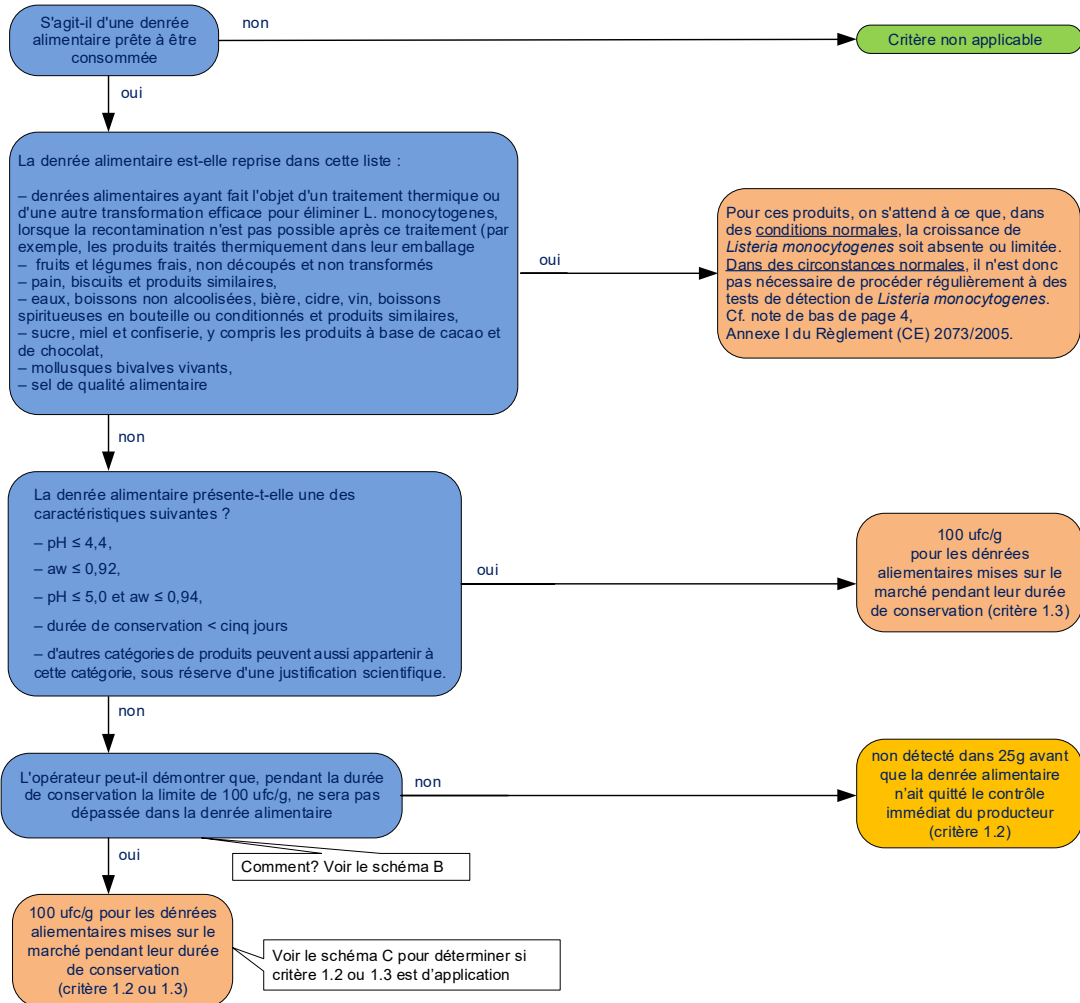 S'agit-il d'une denrée
alimentaire prête à être
consommée
non
Critère non applicable
oui
La denrée alimentaire est-elle reprise dans cette liste :
– denrées alimentaires ayant fait l'objet d'un traitement thermique ou
d'une autre transformation efficace pour éliminer L. monocytogenes,
lorsque la recontamination n'est pas possible après ce traitement (par
exemple, les produits traités thermiquement dans leur emballage
– fruits et légumes frais, non découpés et non transformés
– pain, biscuits et produits similaires,
– eaux, boissons non alcoolisées, bière, cidre, vin, boissons
spiritueuses en bouteille ou conditionnés et produits similaires,
– sucre, miel et confiserie, y compris les produits à base de cacao et
de chocolat,
– mollusques bivalves vivants,
– sel de qualité alimentaire
oui
Pour ces produits, on s'attend à ce que, dans
des conditions normales, la croissance de
Listeria monocytogenes soit absente ou limitée.
Dans des circonstances normales, il n'est donc
pas nécessaire de procéder régulièrement à des
tests de détection de Listeria monocytogenes.
Cf. note de bas de page 4,
Annexe I du Règlement (CE) 2073/2005.
non
La denrée alimentaire présente-t-elle une des
caractéristiques suivantes ?
– pH ≤ 4,4,
– aw ≤ 0,92,
– pH ≤ 5,0 et aw ≤ 0,94,
– durée de conservation < cinq jours
– d'autres catégories de produits peuvent aussi appartenir à
cette catégorie, sous réserve d'une justification scientifique.
oui
100 ufc/g
pour les dénrées
aliementaires mises sur le
marché pendant leur durée
de conservation (critère 1.3)
non
L'opérateur peut-il démontrer que, pendant la durée
de conservation la limite de 100 ufc/g, ne sera pas
dépassée dans la denrée alimentaire
non
non détecté dans 25g avant
que la denrée alimentaire
n'ait quitté le contrôle
immédiat du producteur
(critère 1.2)
oui
Comment? Voir le schéma B
100 ufc/g pour les dénrées
aliementaires mises sur le
marché pendant leur durée
de conservation
(critère 1.2 ou 1.3)
Voir le schéma C pour déterminer si
critère 1.2 ou 1.3 est d'application